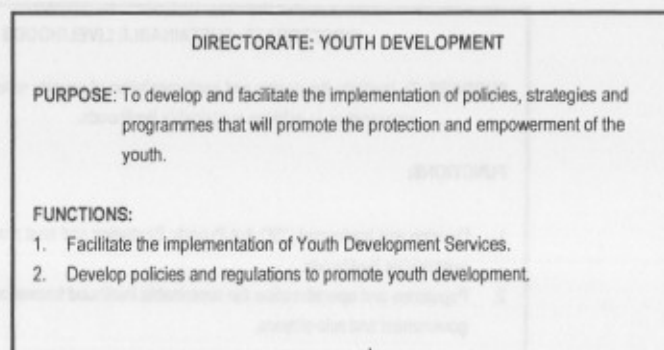 DIRECTORATE: YOUTH DEVELOPMENT
PURPOSE: To develop and facilitate the implementation of policies, strategies and
programmes that will promote the protection and empowerment of the
youth.
FUNCTIONS:
1. Facilitate the implementation of Youth Development Services.
2. Develop policies and regulations to promote youth development.